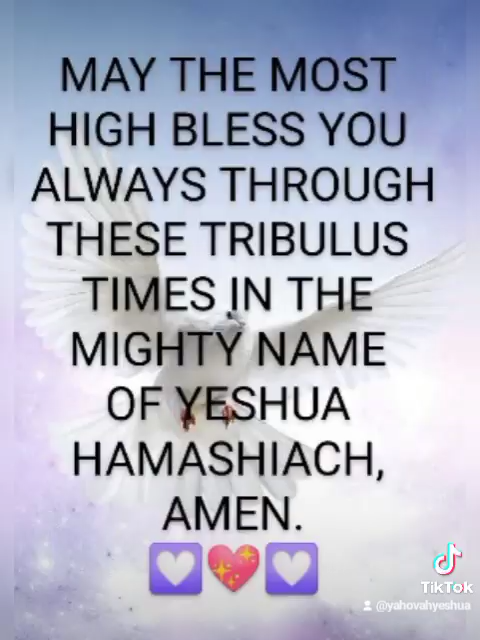 MAY THE MOST
HIGH BLESS YOU
ALWAYS THROUGH
THESE TRIBULUS
TIMES IN THE
MIGHTY NAME
OF YESHUA
HAMASHIACH,
AMEN.
TikTok
@yahovahyeshua